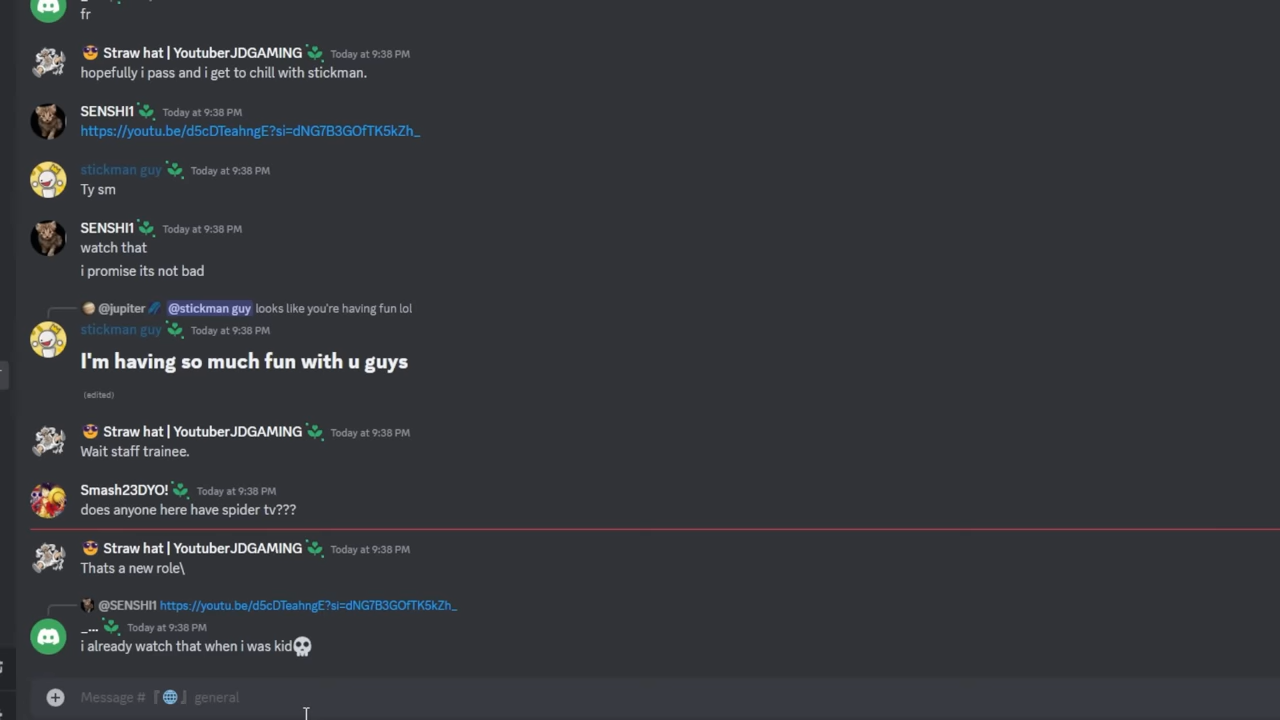 fr
Straw hat | YoutuberJDGAMING Today at 9:38 PM
hopefully i pass and i get to chill with stickman.
SENSHI1 Today at 9:38 PM
https://youtu.be/d5cDTeahngE?si=dNG7B3GOfTK5kZh_
stickman guy Today at 9:38 PM
Ty sm
SENSHI1 Today at 9:38 PM
watch that
i promise its not bad
@jupiter @stickman guy looks like you're having fun lol
stickman guy Today at 9:38 PM
I'm having so much fun with u guys
(edited)
Straw hat | YoutuberJDGAMING Today at 9:38 PM
Wait staff trainee.
Smash23DYO! Today at 9:38 PM
does anyone here have spider tv???
Straw hat | YoutuberJDGAMING Today at 9:38 PM
Thats a new role\
@SENSHI1 https://youtu.be/d5cDTeahngE?si=dNG7B3GOfTK5kZh_
_... Today at 9:38 PM
i already watch that when i was kid💀
Message #『🌐』general